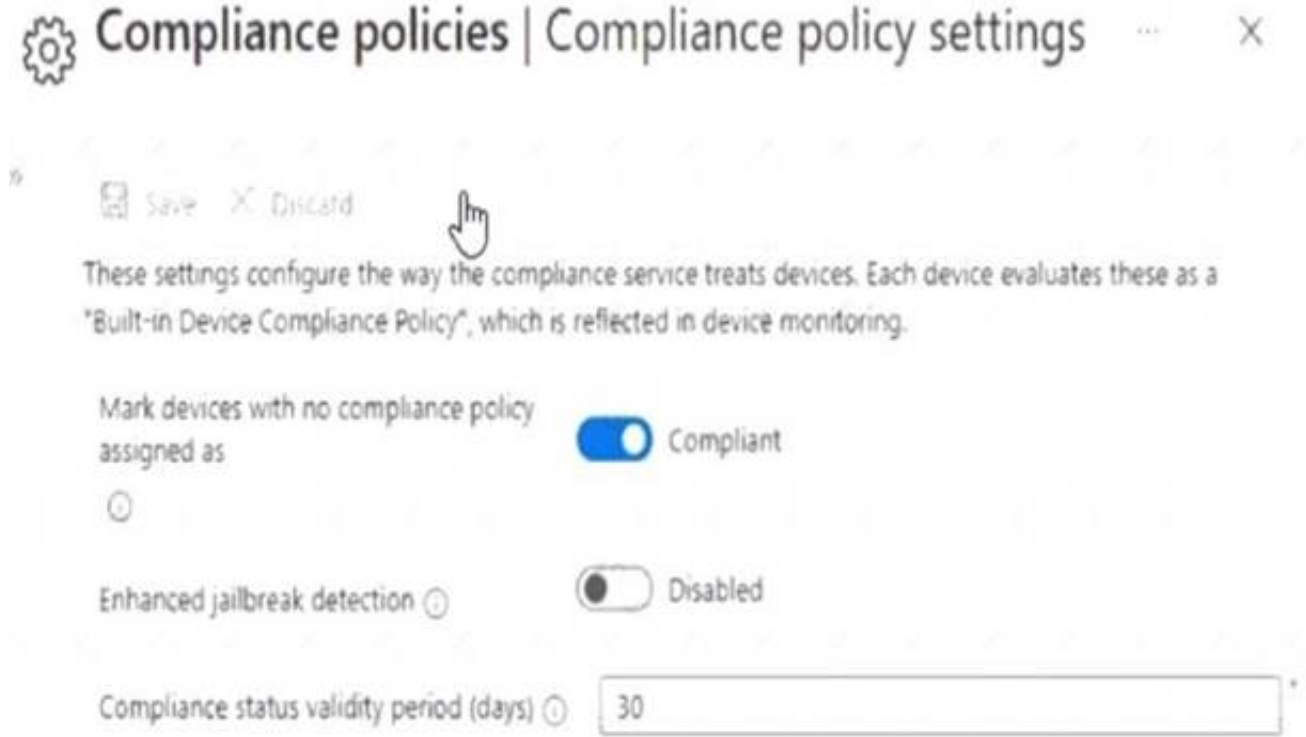 Compliance policies | Compliance policy settings ... X
Save X Discard
These settings configure the way the compliance service treats devices. Each device evaluates these as a
"Built-in Device Compliance Policy", which is reflected in device monitoring.
Mark devices with no compliance policy
assigned as
Compliant
Enhanced jailbreak detection
Disabled
Compliance status validity period (days)
30